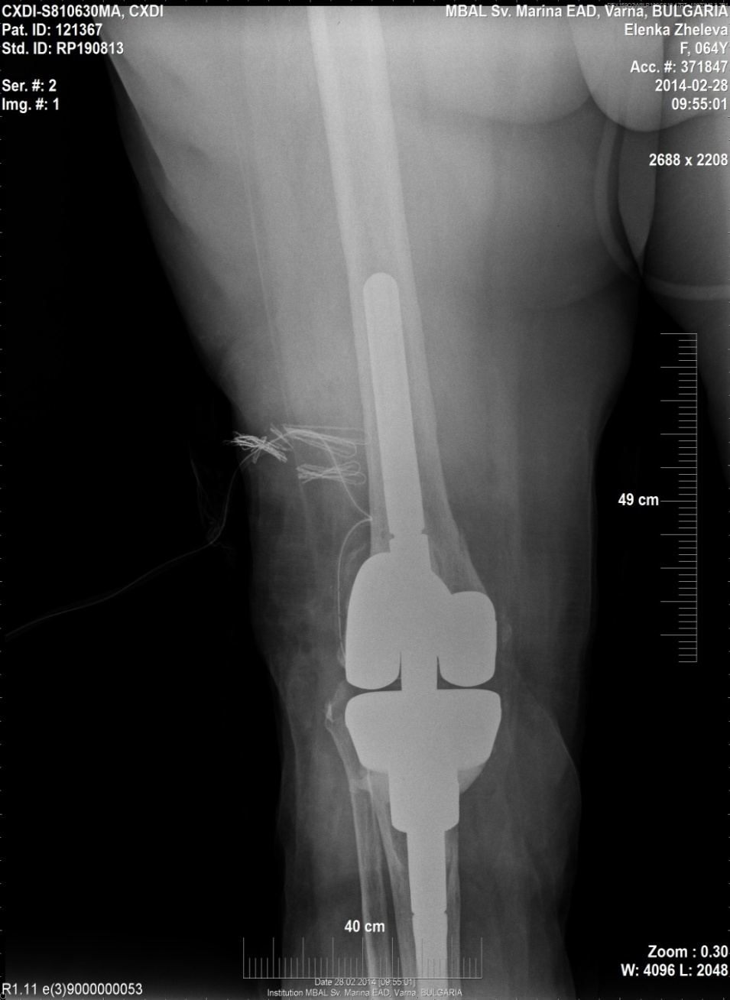 CXDI-S810630MA, CXDI
Pat. ID: 121367
Std. ID: RP190813
Ser. #: 2
Img. #: 1
MBAL Sv. Marina EAD, Varna, BULGARIA
Elenka Zheleva
F, 064Y
Acc. #: 371847
2014-02-28
09:55:01
2688 x 2208
49 cm
40 cm
Zoom : 0.30
W: 4096 L: 2048
Date 28.02.2014 [09:55:01]
Institution MBAL Sv. Marina EAD, Varna, BULGARIA
R1.11 e(3)9000000053